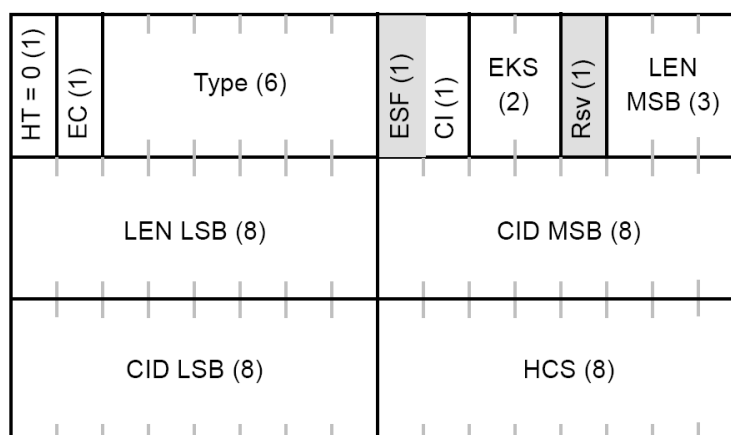 HT = 0 (1)
EC (1)
Type (6)
ESF (1)
CI (1)
EKS
(2)
Rsv (1)
LEN
MSB (3)
LEN LSB (8)
CID MSB (8)
CID LSB (8)
HCS (8)